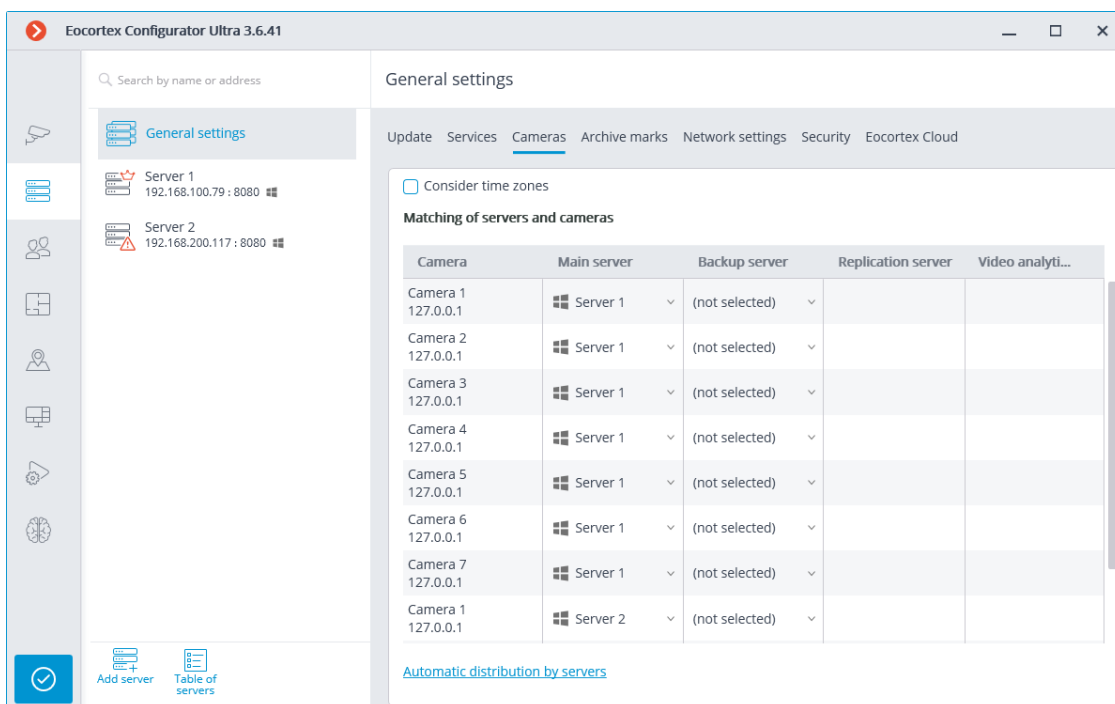 Eocortex Configurator Ultra 3.6.41
Search by name or address
General settings
General settings
Server 1
192.168.100.79 : 8080
Server 2
192.168.200.117 : 8080
Update Services Cameras Archive marks Network settings Security Eocortex Cloud
Consider time zones
Matching of servers and cameras
Camera Main server Backup server Replication server Video analyti...
Camera 1
127.0.0.1 Server 1 (not selected)
Camera 2
127.0.0.1 Server 1 (not selected)
Camera 3
127.0.0.1 Server 1 (not selected)
Camera 4
127.0.0.1 Server 1 (not selected)
Camera 5
127.0.0.1 Server 1 (not selected)
Camera 6
127.0.0.1 Server 1 (not selected)
Camera 7
127.0.0.1 Server 1 (not selected)
Camera 1
127.0.0.1 Server 2 (not selected)
Automatic distribution by servers
Add server
Table of
servers